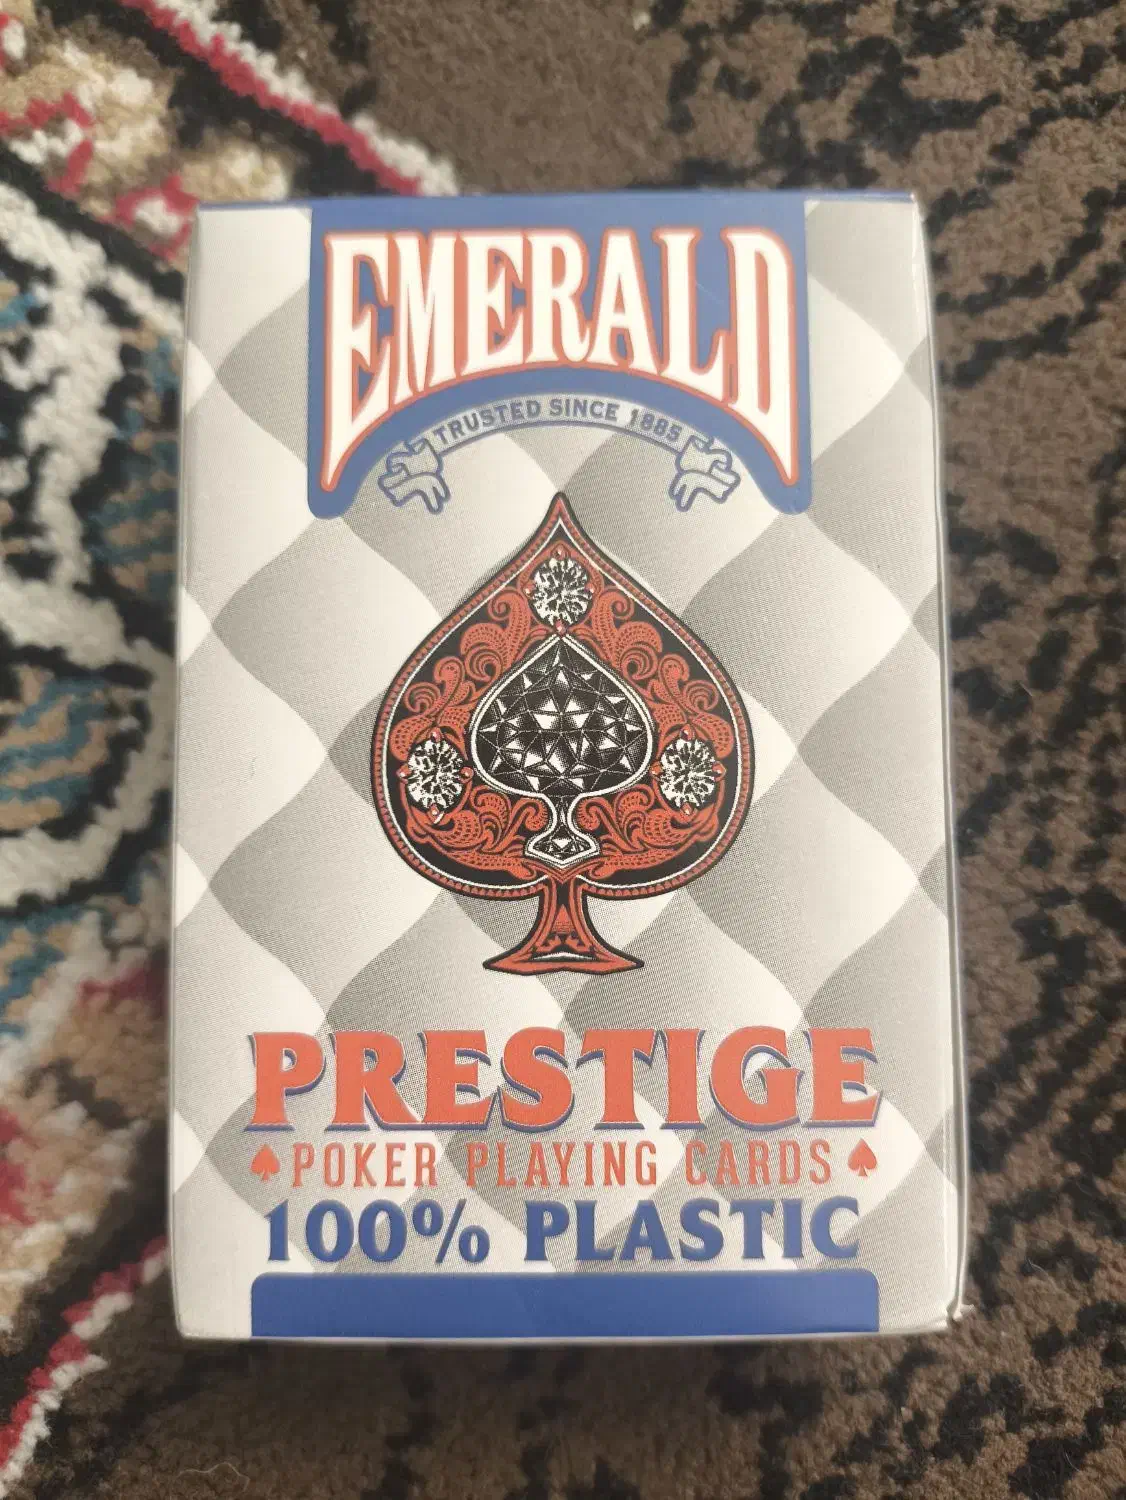 EMERALD
TRUSTED SINCE 1885
PRESTIGE
POKER PLAYING CARDS
100% PLASTIC